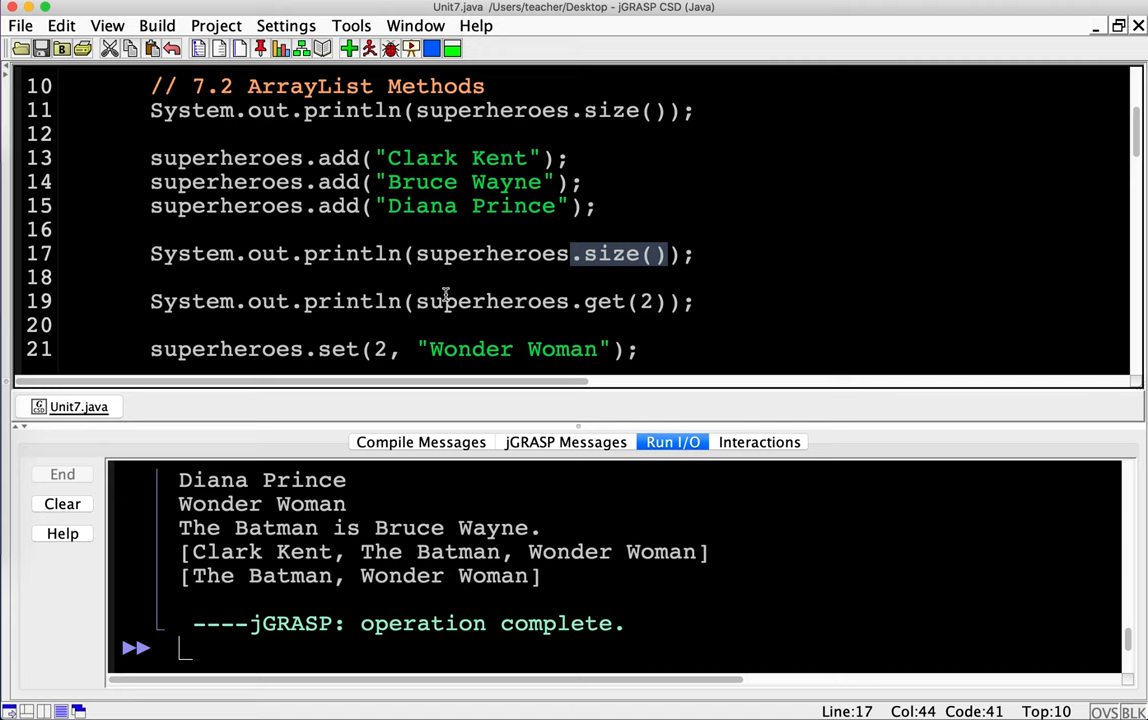 Unit7.java /Users/teacher/Desktop - jGRASP CSD (Java)
File Edit View Build Project Settings Tools Window Help
10 // 7.2 ArrayList Methods
11 System.out.println(superheroes.size());
12
13 superheroes.add("Clark Kent");
14 superheroes.add("Bruce Wayne");
15 superheroes.add("Diana Prince");
16
17 System.out.println(superheroes.size());
18
19 System.out.println(superheroes.get(2));
20
21 superheroes.set(2, "Wonder Woman");
Unit7.java
Compile Messages jGRASP Messages Run I/O Interactions
End
Clear
Help
Diana Prince
Wonder Woman
The Batman is Bruce Wayne.
[Clark Kent, The Batman, Wonder Woman]
[The Batman, Wonder Woman]
----jGRASP: operation complete.
Line:17 Col:44 Code:41 Top:10 OVS BLK